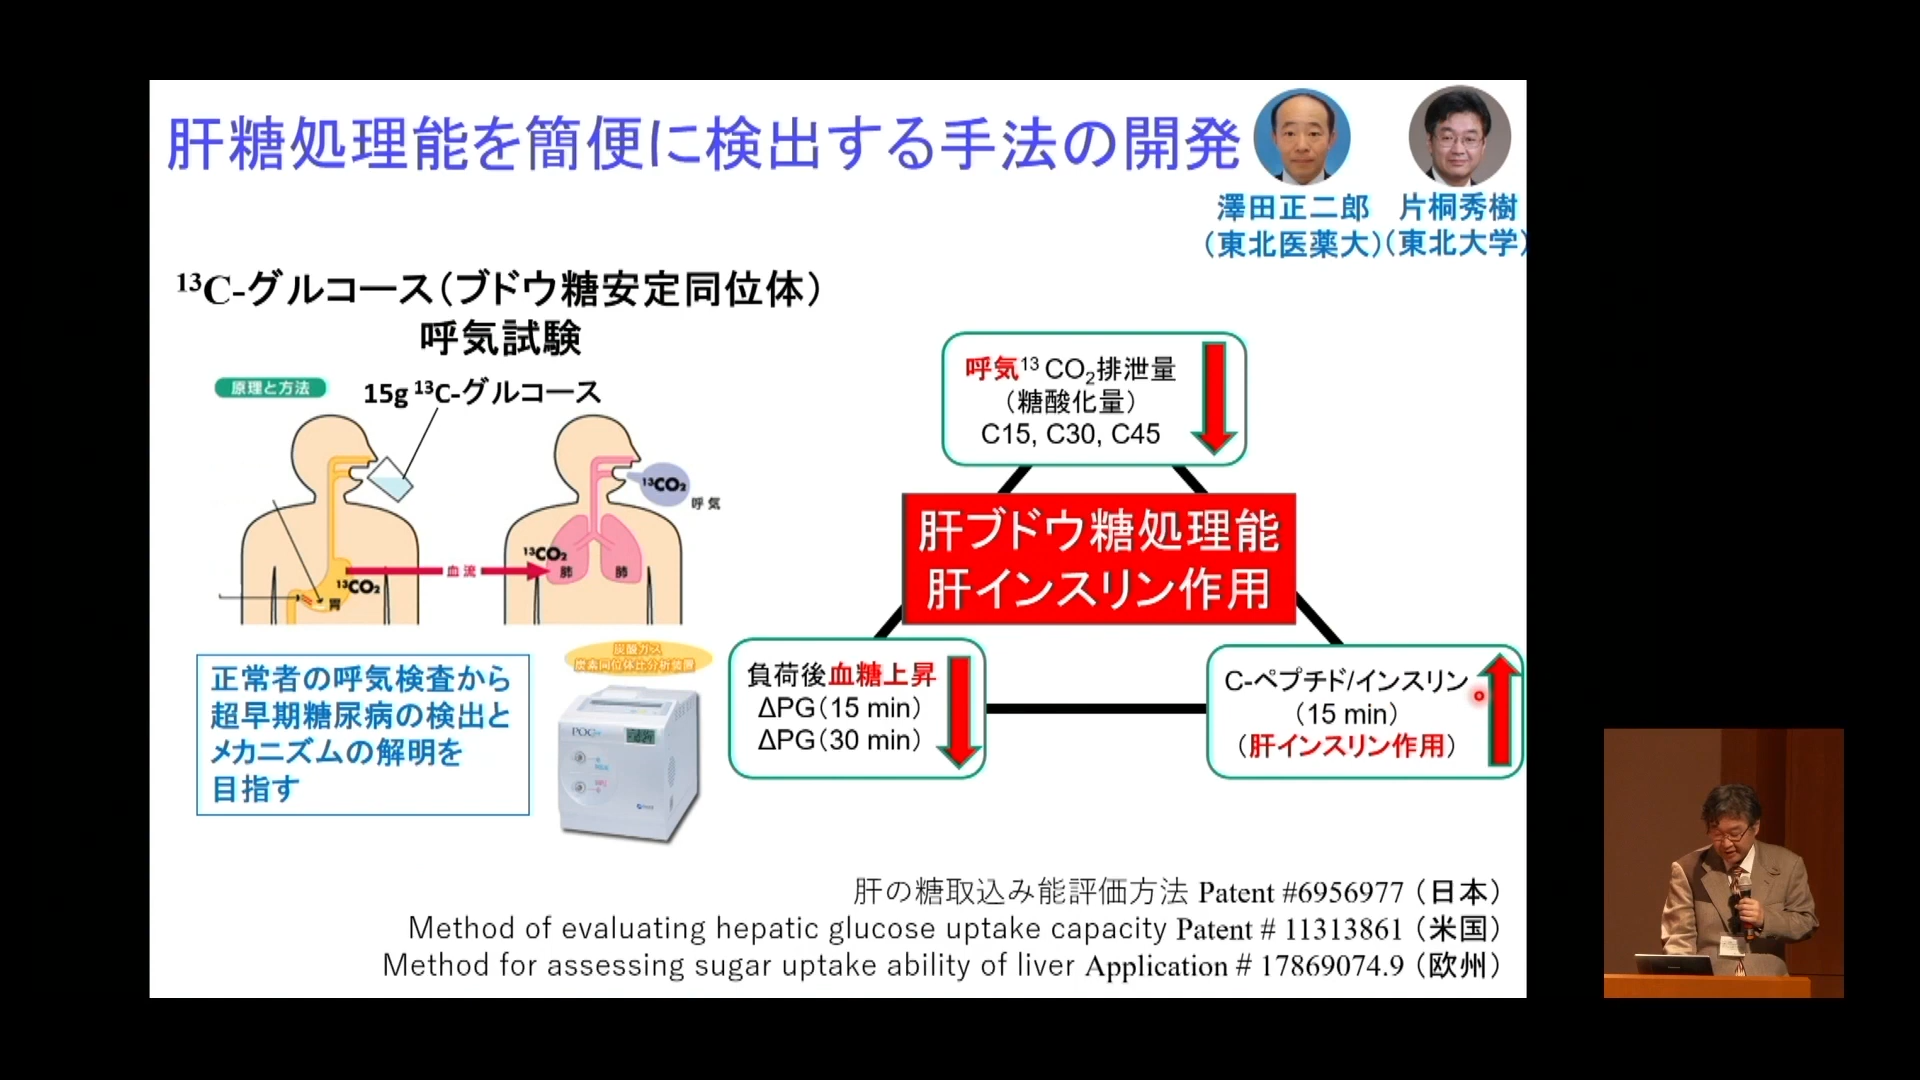 肝糖処理能を簡便に検出する手法の開発
澤田正二郎
(東北医薬大)
片桐秀樹
(東北大学)
¹³C-グルコース(ブドウ糖安定同位体)
呼気試験
原理と方法
15g ¹³C-グルコース
¹³CO₂
呼気
¹³CO₂
肺
肺
血流
¹³CO₂
胃
正常者の呼気検査から
超早期糖尿病の検出と
メカニズムの解明を
目指す
炭酸ガス
炭素同位体比分析装置
POC
呼気¹³CO₂排泄量
(糖酸化量)
C15, C30, C45
肝ブドウ糖処理能
肝インスリン作用
負荷後血糖上昇
ΔPG(15 min)
ΔPG(30 min)
C-ペプチド/インスリン
(15 min)
(肝インスリン作用)
肝の糖取込み能評価方法 Patent #6956977(日本)
Method of evaluating hepatic glucose uptake capacity Patent # 11313861(米国)
Method for assessing sugar uptake ability of liver Application # 17869074.9(欧州)